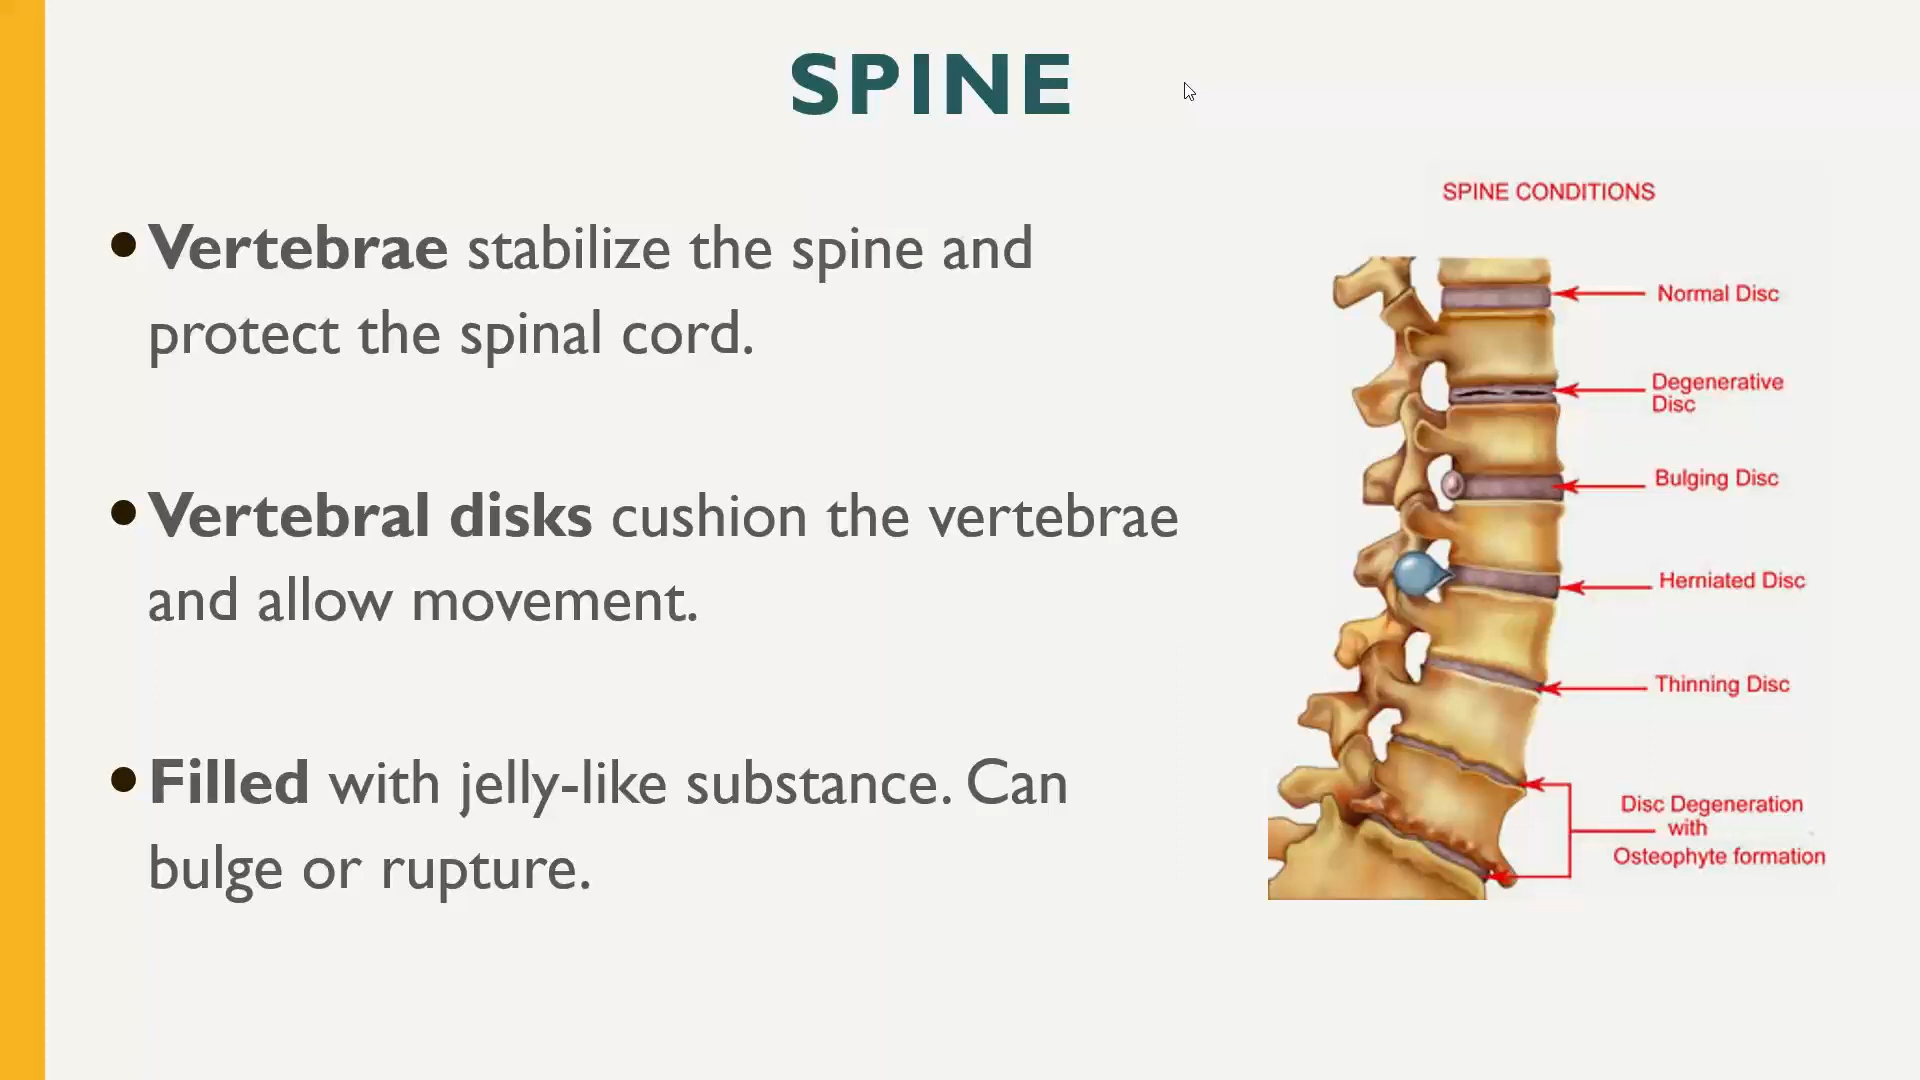 SPINE
• Vertebrae stabilize the spine and
protect the spinal cord.
• Vertebral disks cushion the vertebrae
and allow movement.
• Filled with jelly-like substance. Can
bulge or rupture.
SPINE CONDITIONS
Normal Disc
Degenerative
Disc
Bulging Disc
Herniated Disc
Thinning Disc
Disc Degeneration
with
Osteophyte formation